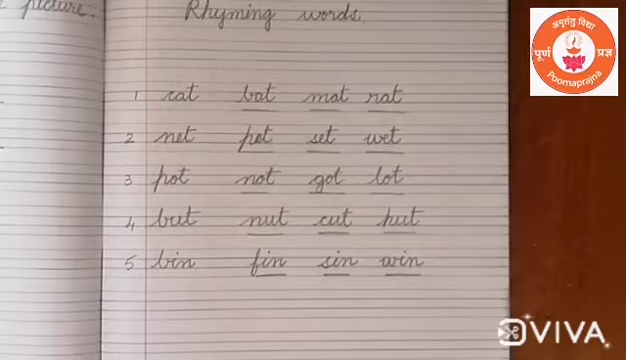 picture.
Rhyming words.
1 cat bat mat rat
2 net pet set wet
3 pot not got lot
4 but nut cut hut
5 bin fin sin win
अमृतंतु विद्या
पूर्ण प्रज्ञ
Poornaprajna
VIVA